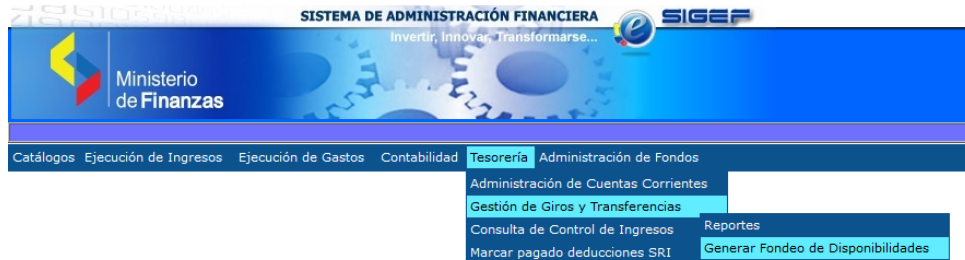 SISTEMA DE ADMINISTRACIÓN FINANCIERA
eSIGEF
Invertir, Innovar, Transformarse...
Ministerio
de Finanzas
Catálogos Ejecución de Ingresos Ejecución de Gastos Contabilidad Tesorería Administración de Fondos
Administración de Cuentas Corrientes
Gestión de Giros y Transferencias
Consulta de Control de Ingresos
Reportes
Marcar pagado deducciones SRI
Generar Fondeo de Disponibilidades